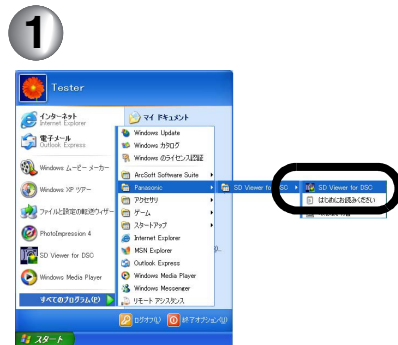 1
Tester
インターネット
Internet Explorer
電子メール
Outlook Express
Windows ムービー メーカー
Windows XP ツアー
ファイルと設定の転送ウィザー
PhotoImpression 4
SD Viewer for DSC
Windows Media Player
すべてのプログラム(P)
マイ ドキュメント
Windows Update
Windows カタログ
Windows のライセンス認証
ArcSoft Software Suite
Panasonic
アクセサリ
ゲーム
スタートアップ
Internet Explorer
MSN Explorer
Outlook Express
Windows Media Player
Windows Messenger
リモート アシスタンス
SD Viewer for DSC
SD Viewer for DSC
はじめにお読みください
ログオフ(L)
終了オプション(U)
スタート